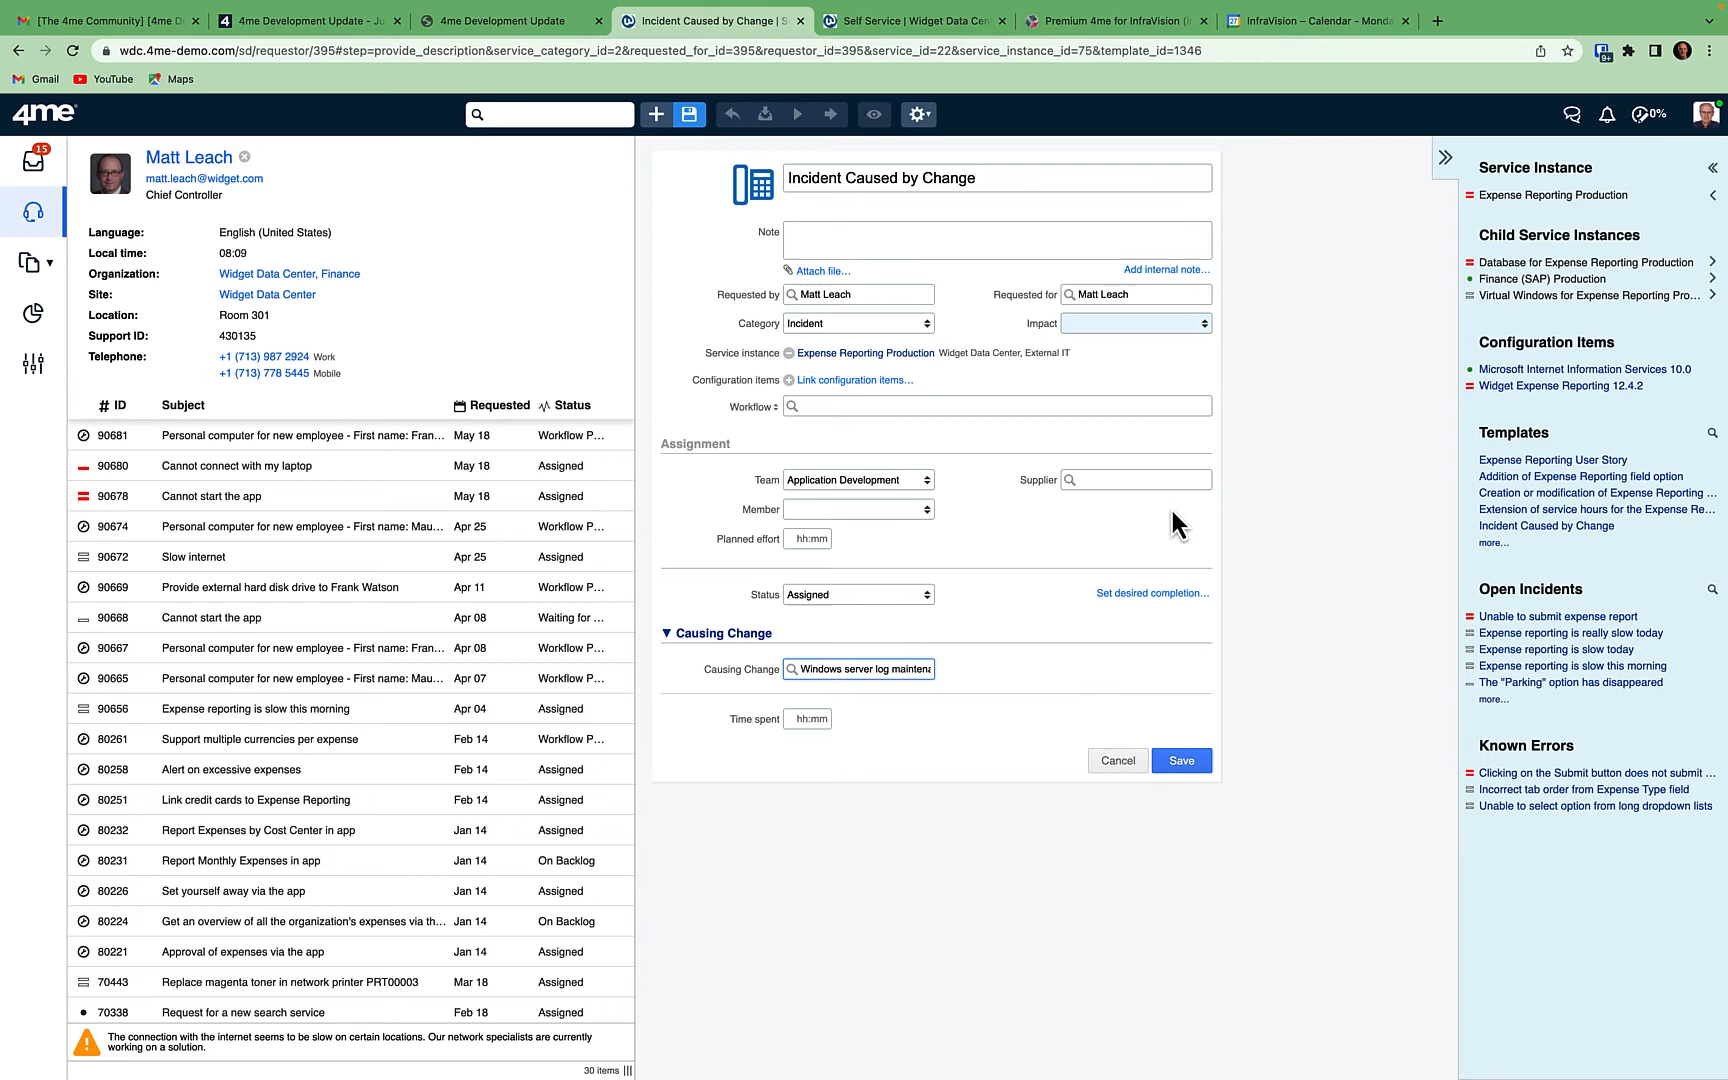 [The 4me Community] [4me D
4me Development Update - Ju
4me Development Update
Incident Caused by Change | S
Self Service | Widget Data Cen
Premium 4me for InfraVision (i
InfraVision – Calendar - Monda
wdc.4me-demo.com/sd/requestor/395#step=provide_description&service_category_id=2&requested_for_id=395&requestor_id=395&service_id=22&service_instance_id=75&template_id=1346
9+
Gmail
YouTube
Maps
4me
0%
15
Matt Leach
matt.leach@widget.com
Chief Controller
Language: English (United States)
Local time: 08:09
Organization: Widget Data Center, Finance
Site: Widget Data Center
Location: Room 301
Support ID: 430135
Telephone: +1 (713) 987 2924 Work
+1 (713) 778 5445 Mobile
# ID Subject Requested Status
90681 Personal computer for new employee - First name: Fran... May 18 Workflow P...
90680 Cannot connect with my laptop May 18 Assigned
90678 Cannot start the app May 18 Assigned
90674 Personal computer for new employee - First name: Mau... Apr 25 Workflow P...
90672 Slow internet Apr 25 Assigned
90669 Provide external hard disk drive to Frank Watson Apr 11 Workflow P...
90668 Cannot start the app Apr 08 Waiting for ...
90667 Personal computer for new employee - First name: Mau... Apr 08 Workflow P...
90665 Personal computer for new employee - First name: Mau... Apr 07 Workflow P...
90656 Expense reporting is slow this morning Apr 04 Assigned
80261 Support multiple currencies per expense Feb 14 Workflow P...
80258 Alert on excessive expenses Feb 14 Assigned
80251 Link credit cards to Expense Reporting Feb 14 Assigned
80232 Report Expenses by Cost Center in app Jan 14 Assigned
80231 Report Monthly Expenses in app Jan 14 On Backlog
80226 Set yourself away via the app Jan 14 Assigned
80224 Get an overview of all the organization's expenses via th... Jan 14 On Backlog
80221 Approval of expenses via the app Jan 14 Assigned
70443 Replace magenta toner in network printer PRT00003 Mar 18 Assigned
70338 Request for a new search service Feb 18 Assigned
The connection with the internet seems to be slow on certain locations. Our network specialists are currently
working on a solution.
30 items
Incident Caused by Change
Note
Attach file... Add internal note...
Requested by Matt Leach Requested for Matt Leach
Category Incident Impact
Service instance Expense Reporting Production Widget Data Center, External IT
Configuration items Link configuration items...
Workflow
Assignment
Team Application Development Supplier
Member
Planned effort hh:mm
Status Assigned Set desired completion...
Causing Change
Causing Change Windows server log maintena
Time spent hh:mm
Cancel Save
Service Instance
Expense Reporting Production
Child Service Instances
Database for Expense Reporting Production
Finance (SAP) Production
Virtual Windows for Expense Reporting Pro...
Configuration Items
Microsoft Internet Information Services 10.0
Widget Expense Reporting 12.4.2
Templates
Expense Reporting User Story
Addition of Expense Reporting field option
Creation or modification of Expense Reporting ...
Extension of service hours for the Expense Re...
Incident Caused by Change
more...
Open Incidents
Unable to submit expense report
Expense reporting is really slow today
Expense reporting is slow today
Expense reporting is slow this morning
The "Parking" option has disappeared
more...
Known Errors
Clicking on the Submit button does not submit ...
Incorrect tab order from Expense Type field
Unable to select option from long dropdown lists